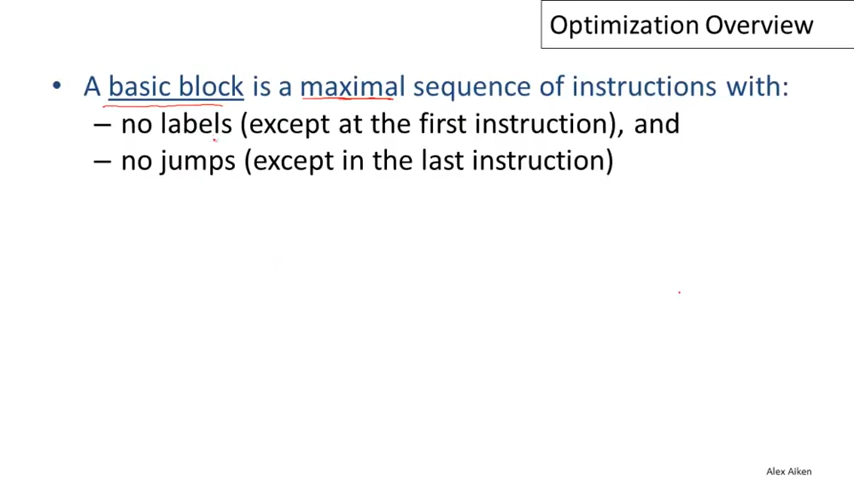 Optimization Overview
• A basic block is a maximal sequence of instructions with:
– no labels (except at the first instruction), and
– no jumps (except in the last instruction)
Alex Aiken